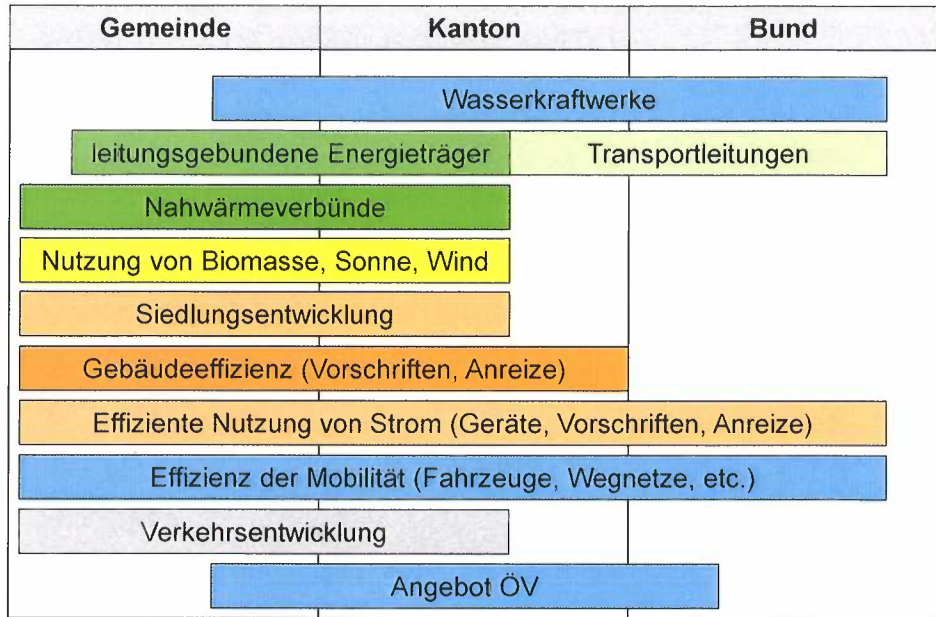 Gemeinde Kanton Bund
Wasserkraftwerke
leitungsgebundene Energieträger Transportleitungen
Nahwärmeverbünde
Nutzung von Biomasse, Sonne, Wind
Siedlungsentwicklung
Gebäudeeffizienz (Vorschriften, Anreize)
Effiziente Nutzung von Strom (Geräte, Vorschriften, Anreize)
Effizienz der Mobilität (Fahrzeuge, Wegnetze, etc.)
Verkehrsentwicklung
Angebot ÖV